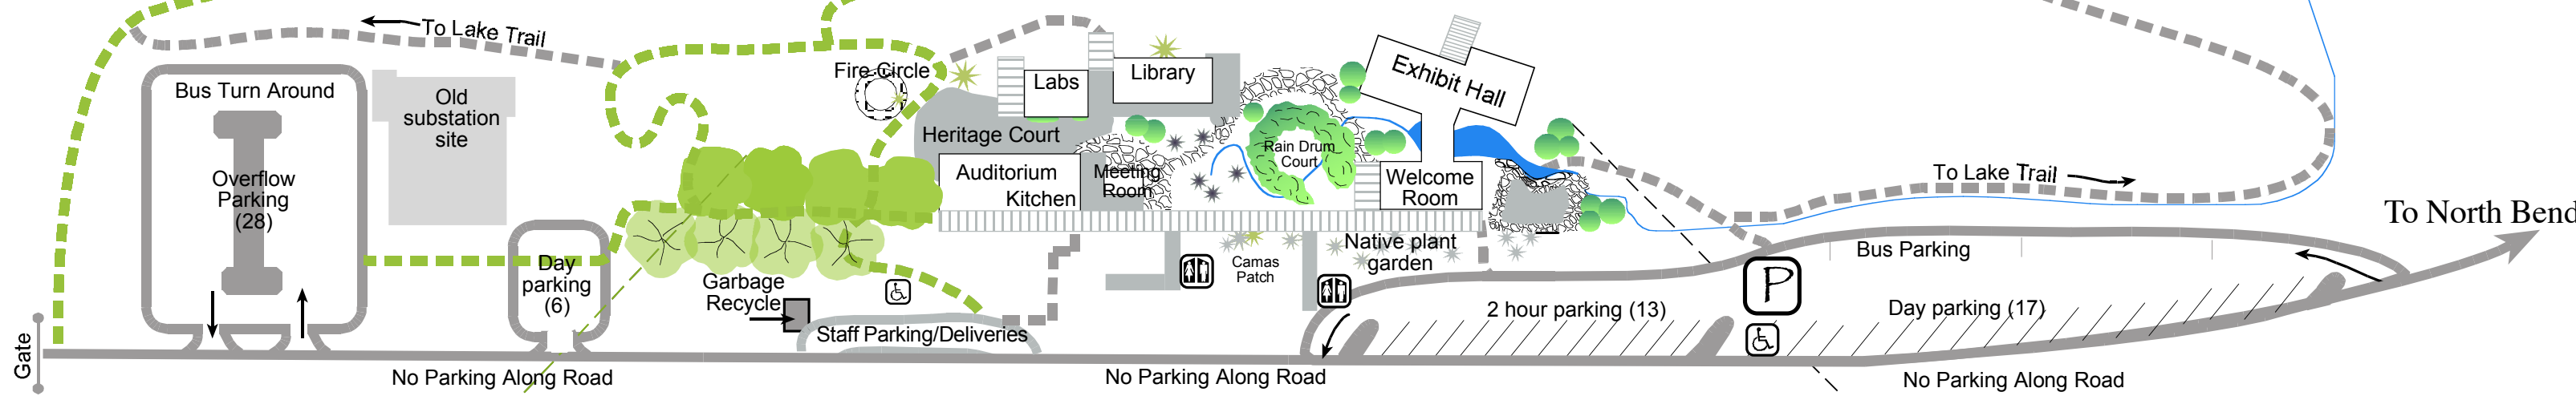 To Lake Trail
Bus Turn Around
Overflow
Parking
(28)
Old
substation
site
Gate
Day
parking
(6)
No Parking Along Road
Fire Circle
Labs
Library
Heritage Court
Auditorium
Kitchen
Meeting
Room
Garbage
Recycle
Staff Parking/Deliveries
Rain Drum
Court
Exhibit Hall
Welcome
Room
Camas
Patch
Native plant
garden
No Parking Along Road
2 hour parking (13)
P
Day parking (17)
Bus Parking
To Lake Trail
To North Bend
No Parking Along Road